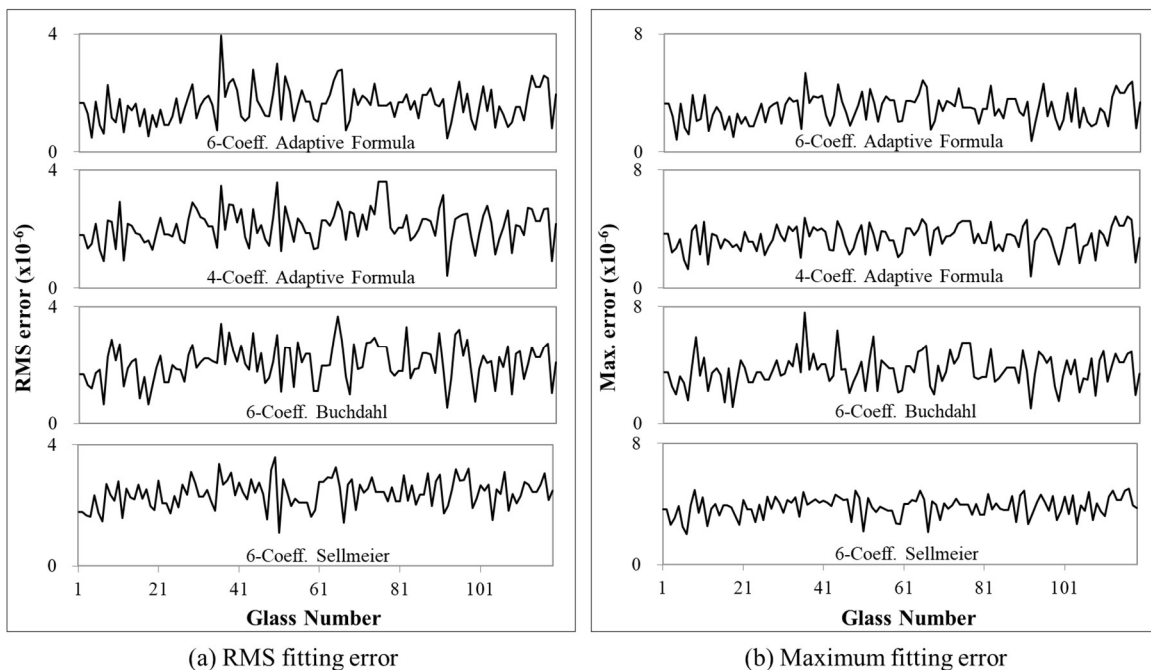 4
0
6-Coeff. Adaptive Formula
4
0
4-Coeff. Adaptive Formula
4
0
6-Coeff. Buchdahl
4
0
6-Coeff. Sellmeier
1 21 41 61 81 101
Glass Number
RMS error (x10-6)
(a) RMS fitting error
8
0
6-Coeff. Adaptive Formula
8
0
4-Coeff. Adaptive Formula
8
0
6-Coeff. Buchdahl
8
0
6-Coeff. Sellmeier
1 21 41 61 81 101
Glass Number
Max. error (x10-6)
(b) Maximum fitting error